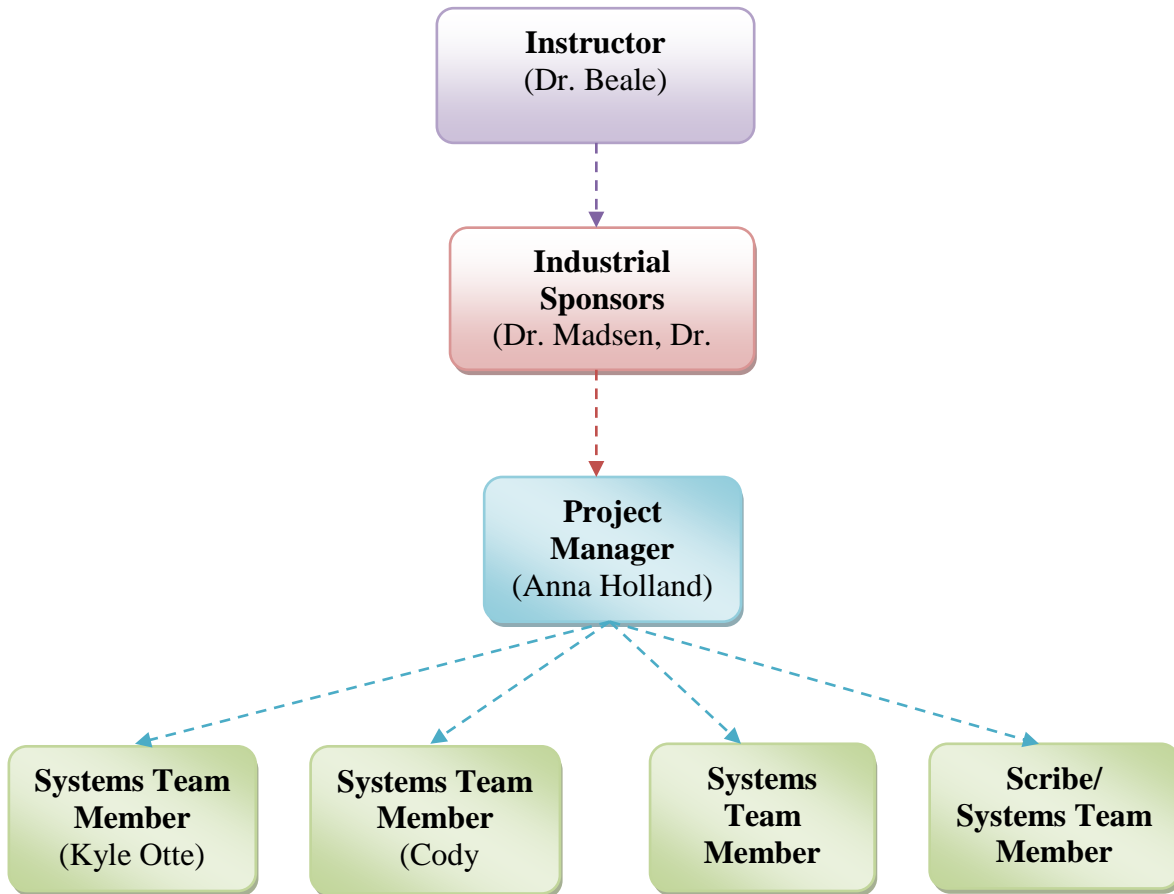 Instructor
(Dr. Beale)
Industrial
Sponsors
(Dr. Madsen, Dr.
Project
Manager
(Anna Holland)
Systems Team
Member
(Kyle Otte)
Systems Team
Member
(Cody
Systems
Team
Member
Scribe/
Systems Team
Member